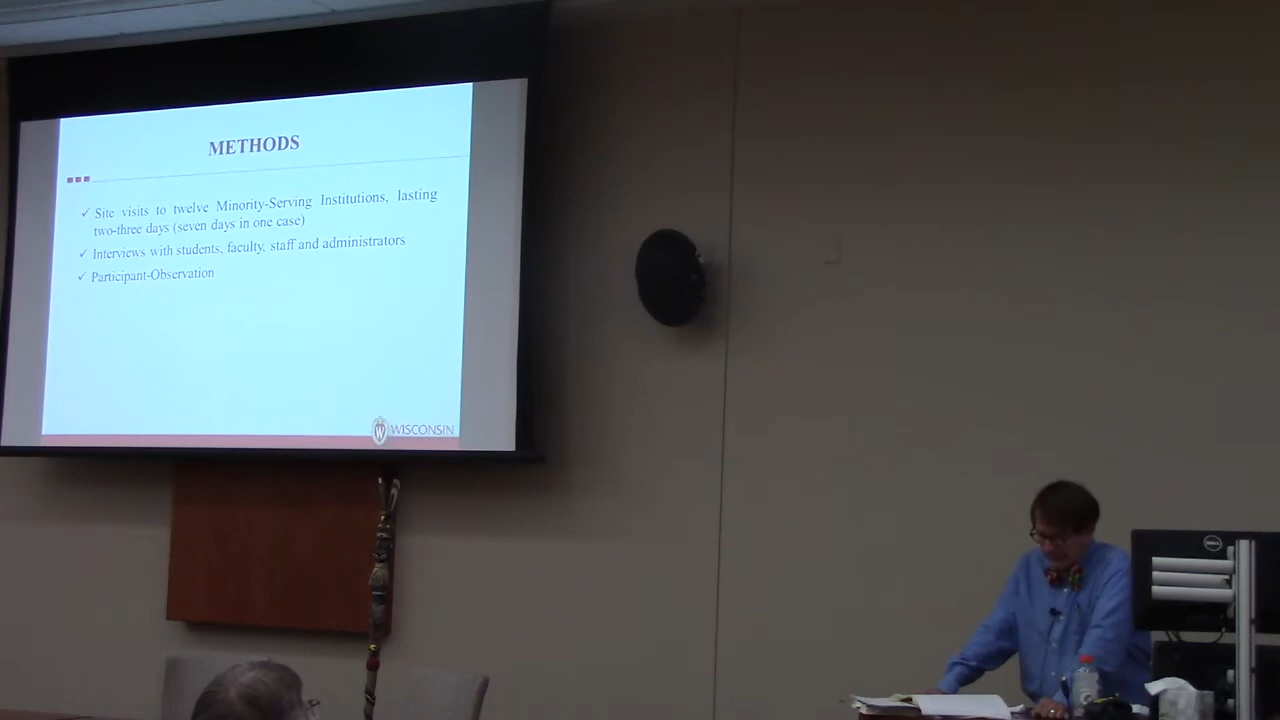 METHODS
✓ Site visits to twelve Minority-Serving Institutions, lasting
two-three days (seven days in one case)
✓ Interviews with students, faculty, staff and administrators
✓ Participant-Observation
W WISCONSIN
DELL